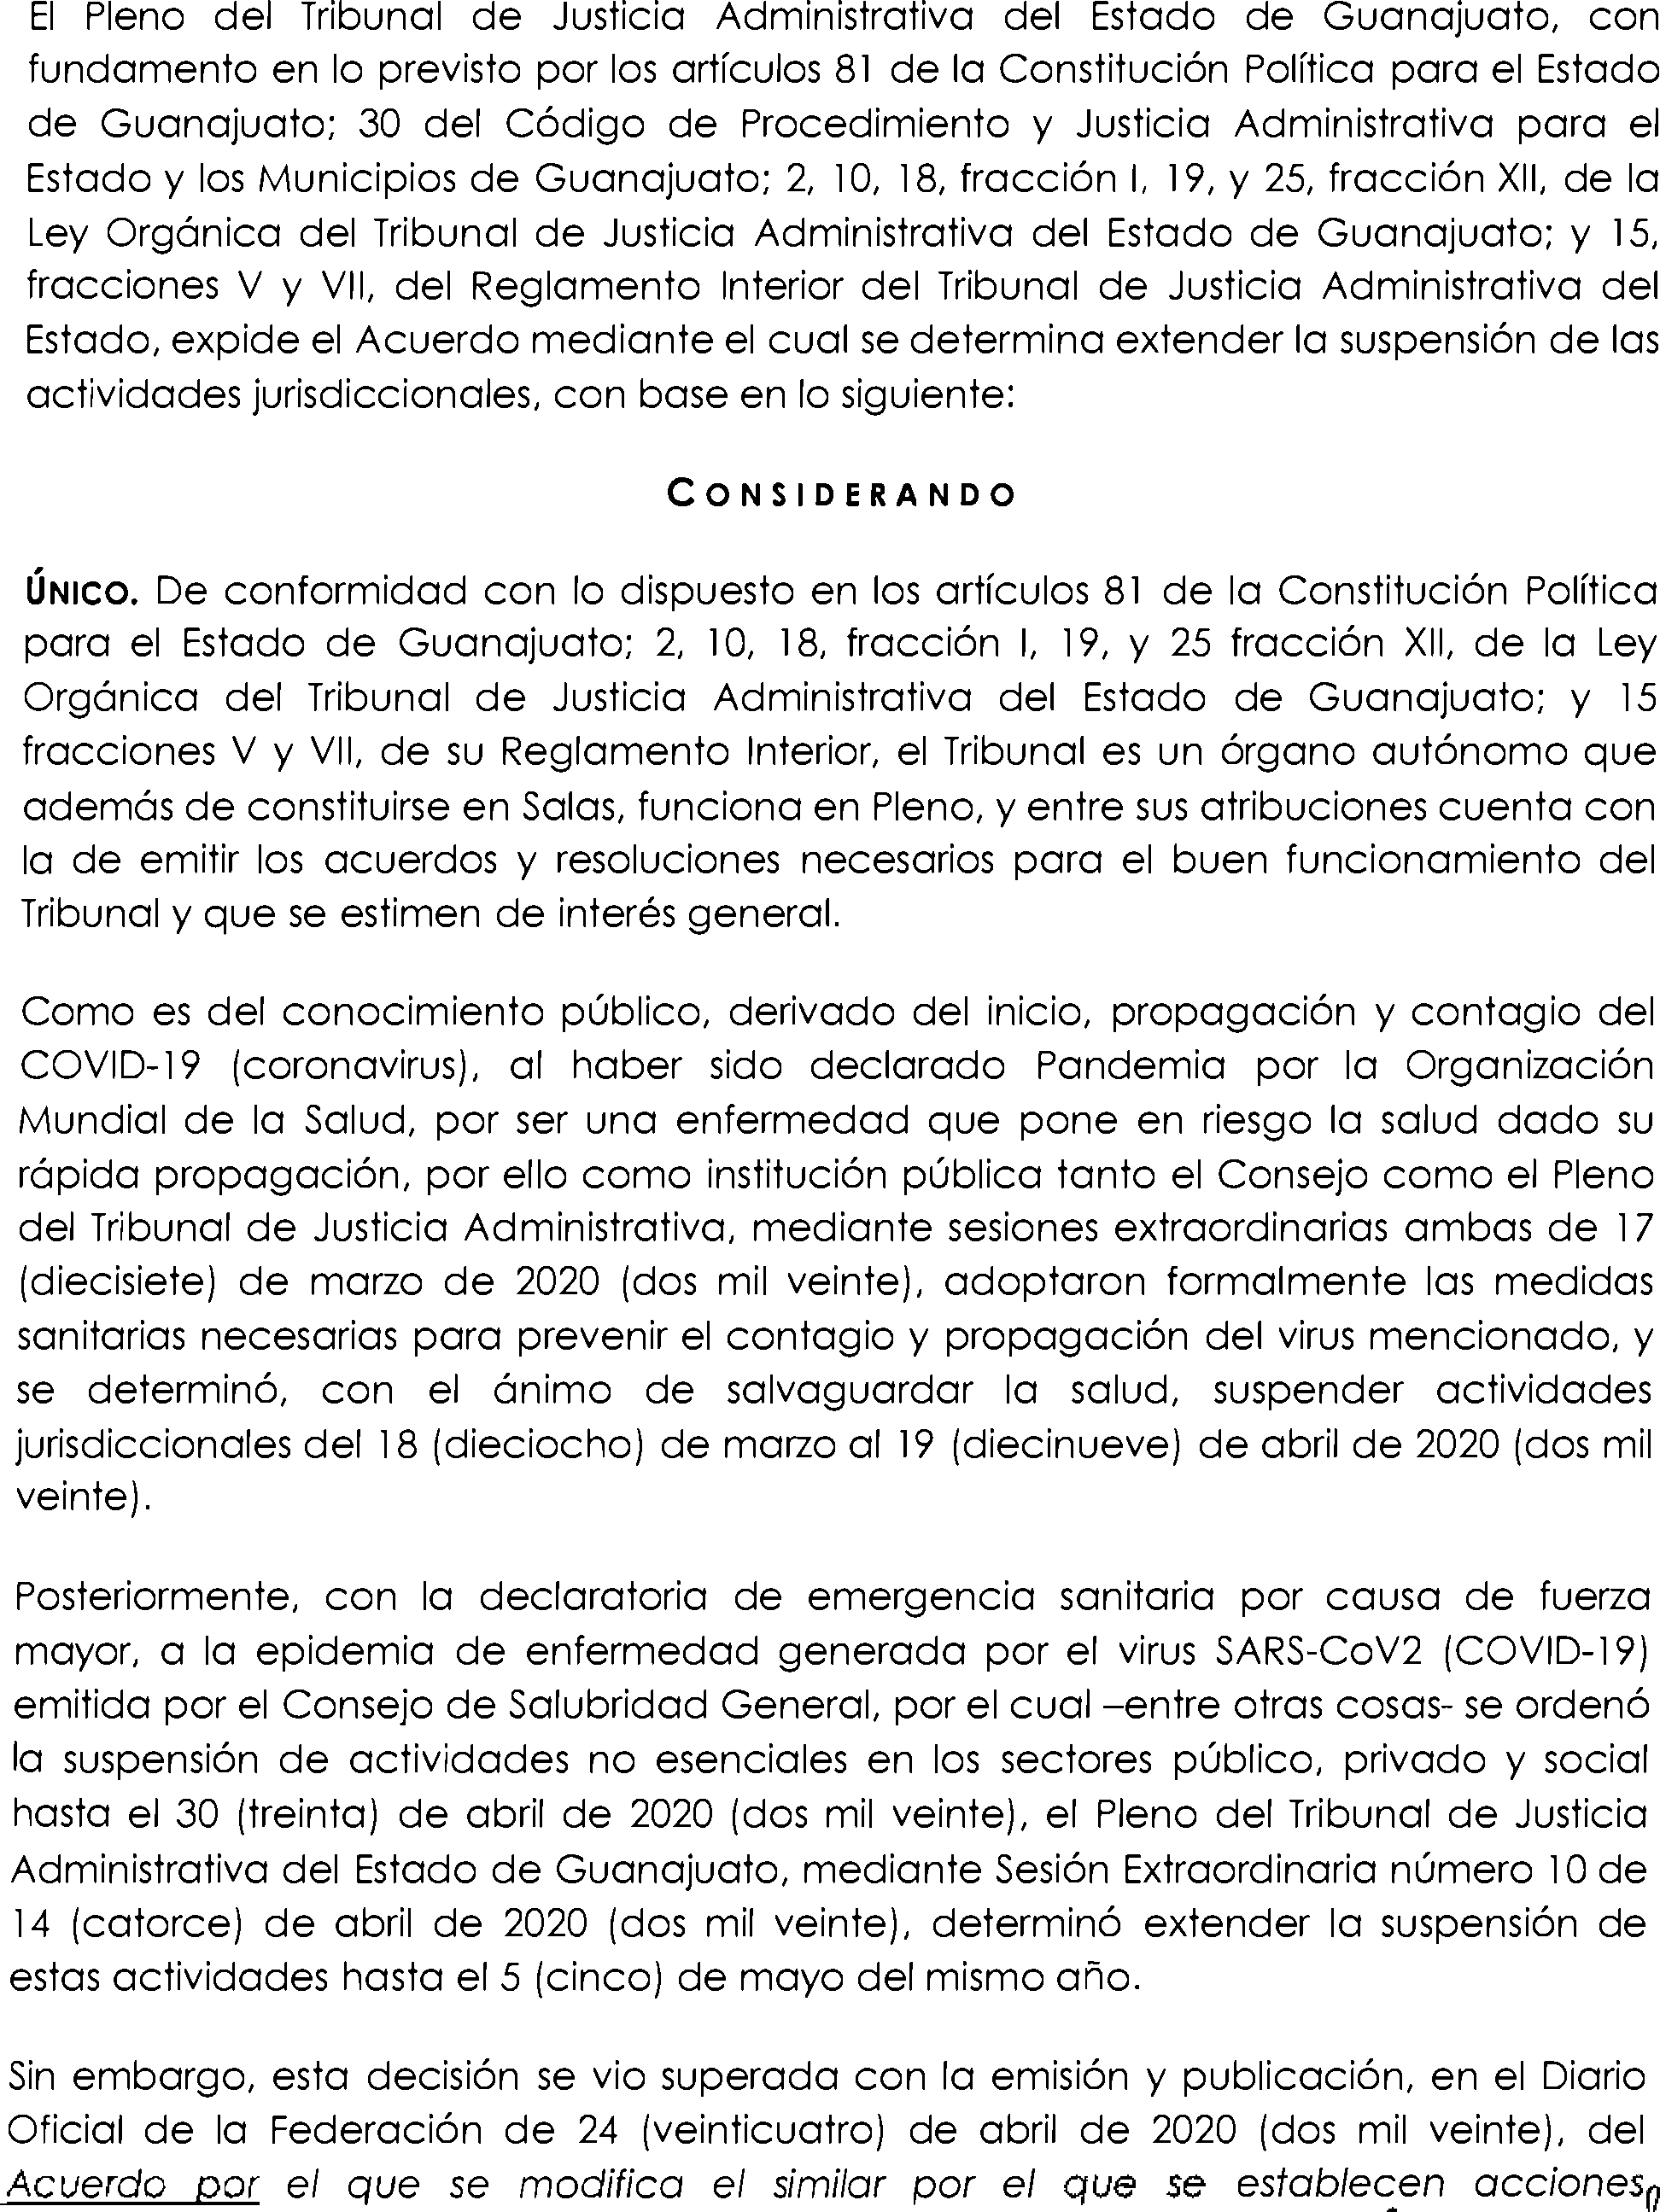 El Pleno del Tribunal de Justicia Administrativa del Estado de Guanajuato, con
fundamento en lo previsto por los artículos 81 de la Constitución Política para el Estado
de Guanajuato; 30 del Código de Procedimiento y Justicia Administrativa para el
Estado y los Municipios de Guanajuato; 2, 10, 18, fracción I, 19, y 25, fracción XII, de la
Ley Orgánica del Tribunal de Justicia Administrativa del Estado de Guanajuato; y 15,
fracciones V y VII, del Reglamento Interior del Tribunal de Justicia Administrativa del
Estado, expide el Acuerdo mediante el cual se determina extender la suspensión de las
actividades jurisdiccionales, con base en lo siguiente:
CONSIDERANDO
ÚNICO. De conformidad con lo dispuesto en los artículos 81 de la Constitución Política
para el Estado de Guanajuato; 2, 10, 18, fracción I, 19, y 25 fracción XII, de la Ley
Orgánica del Tribunal de Justicia Administrativa del Estado de Guanajuato; y 15
fracciones V y VII, de su Reglamento Interior, el Tribunal es un órgano autónomo que
además de constituirse en Salas, funciona en Pleno, y entre sus atribuciones cuenta con
la de emitir los acuerdos y resoluciones necesarios para el buen funcionamiento del
Tribunal y que se estimen de interés general.
Como es del conocimiento público, derivado del inicio, propagación y contagio del
COVID-19 (coronavirus), al haber sido declarado Pandemia por la Organización
Mundial de la Salud, por ser una enfermedad que pone en riesgo la salud dado su
rápida propagación, por ello como institución pública tanto el Consejo como el Pleno
del Tribunal de Justicia Administrativa, mediante sesiones extraordinarias ambas de 17
(diecisiete) de marzo de 2020 (dos mil veinte), adoptaron formalmente las medidas
sanitarias necesarias para prevenir el contagio y propagación del virus mencionado, y
se determinó, con el ánimo de salvaguardar la salud, suspender actividades
jurisdiccionales del 18 (dieciocho) de marzo al 19 (diecinueve) de abril de 2020 (dos mil
veinte).
Posteriormente, con la declaratoria de emergencia sanitaria por causa de fuerza
mayor, a la epidemia de enfermedad generada por el virus SARS-CoV2 (COVID-19)
emitida por el Consejo de Salubridad General, por el cual –entre otras cosas- se ordenó
la suspensión de actividades no esenciales en los sectores público, privado y social
hasta el 30 (treinta) de abril de 2020 (dos mil veinte), el Pleno del Tribunal de Justicia
Administrativa del Estado de Guanajuato, mediante Sesión Extraordinaria número 10 de
14 (catorce) de abril de 2020 (dos mil veinte), determinó extender la suspensión de
estas actividades hasta el 5 (cinco) de mayo del mismo año.
Sin embargo, esta decisión se vio superada con la emisión y publicación, en el Diario
Oficial de la Federación de 24 (veinticuatro) de abril de 2020 (dos mil veinte), del
Acuerdo por el que se modifica el similar por el que se establecen acciones